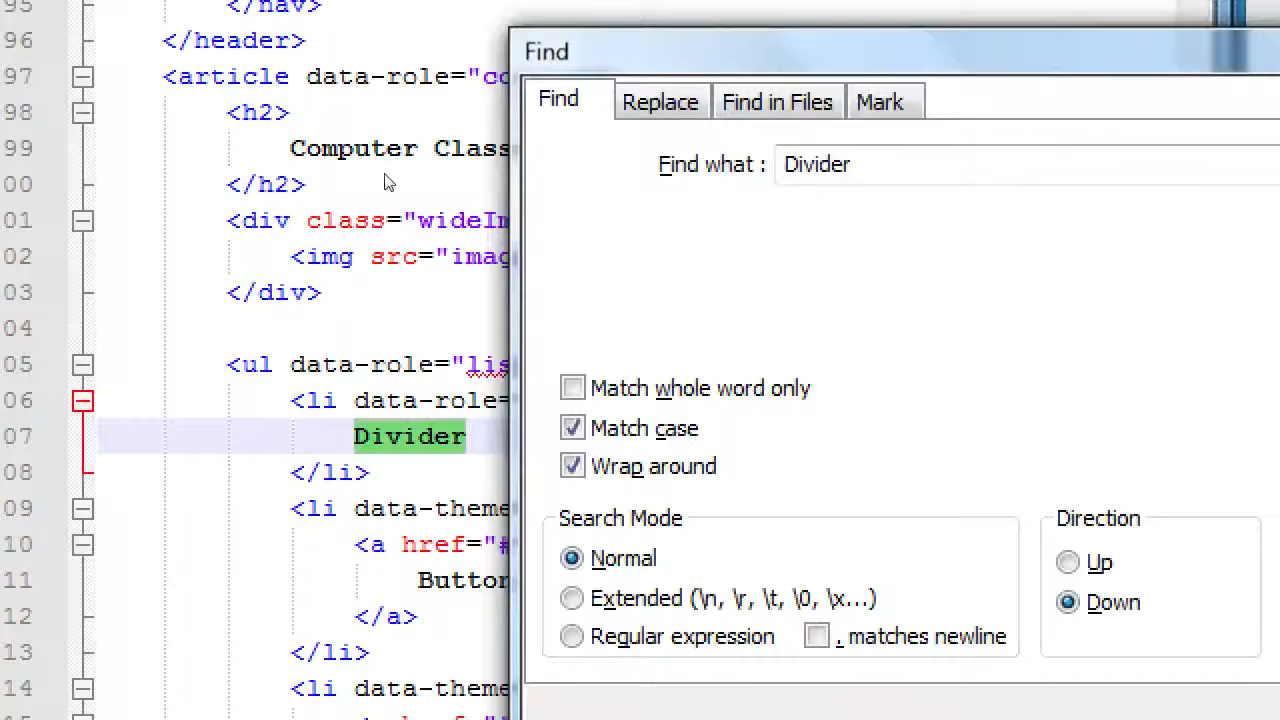 95 </nav>
96 </header>
97 <article data-role="co
98 <h2>
99 Computer Class
00 </h2>
01 <div class="wideIm
02 <img src="imag
03 </div>
04
05 <ul data-role="lis
06 <li data-role=
07 Divider
08 </li>
09 <li data-theme
10 <a href="#
11 Button
12 </a>
13 </li>
14 <li data-theme
Find
Find Replace Find in Files Mark
Find what : Divider
Match whole word only
Match case
Wrap around
Search Mode
Normal
Extended (\n, \r, \t, \0, \x...)
Regular expression . matches newline
Direction
Up
Down